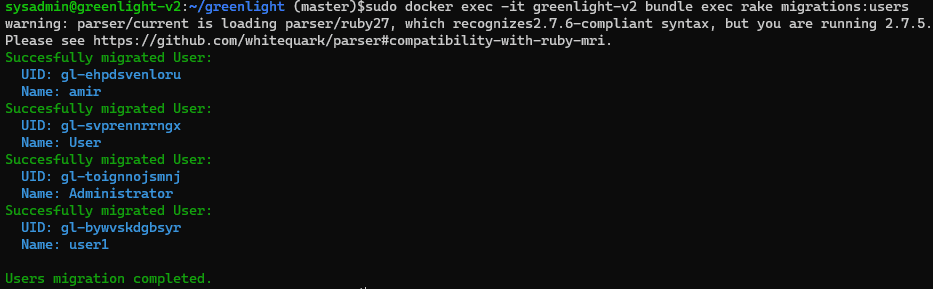 sysadmin@greenlight-v2:~/greenlight (master)$sudo docker exec -it greenlight-v2 bundle exec rake migrations:users
warning: parser/current is loading parser/ruby27, which recognizes2.7.6-compliant syntax, but you are running 2.7.5.
Please see https://github.com/whitequark/parser#compatibility-with-ruby-mri.
Succesfully migrated User:
UID: gl-ehpdsvenloru
Name: amir
Succesfully migrated User:
UID: gl-svprennrrngx
Name: User
Succesfully migrated User:
UID: gl-toignnojsmnj
Name: Administrator
Succesfully migrated User:
UID: gl-bywvskdgbsyr
Name: user1
Users migration completed.